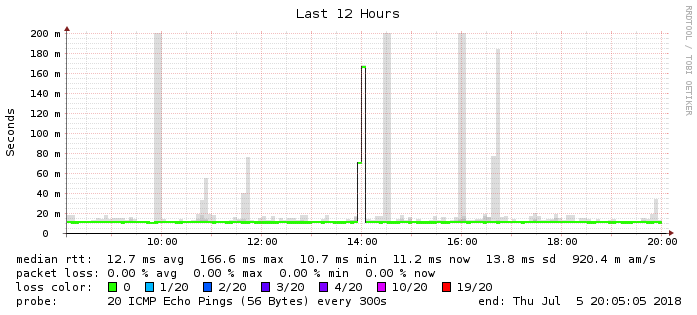 Last 12 Hours
RRDTOOL / TOBI OETIKER
Seconds
200 m
180 m
160 m
140 m
120 m
100 m
80 m
60 m
40 m
20 m
0
10:00 12:00 14:00 16:00 18:00 20:00
median rtt: 12.7 ms avg 166.6 ms max 10.7 ms min 11.2 ms now 13.8 ms sd 920.4 m am/s
packet loss: 0.00 % avg 0.00 % max 0.00 % min 0.00 % now
loss color: 0 1/20 2/20 3/20 4/20 10/20 19/20
probe: 20 ICMP Echo Pings (56 Bytes) every 300s end: Thu Jul 5 20:05:05 2018